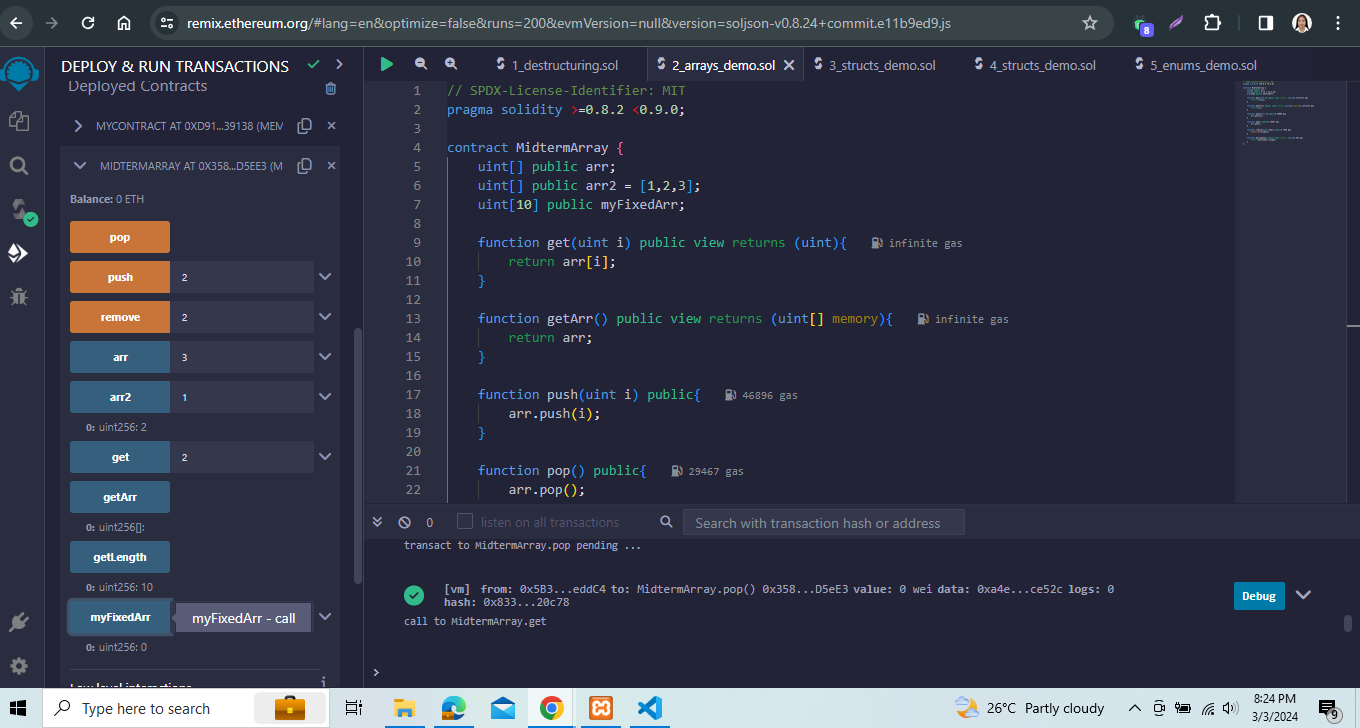 remix.ethereum.org/#lang=en&optimize=false&runs=200&evmVersion=null&version=soljson-v0.8.24+commit.e11b9ed9.js
8
DEPLOY & RUN TRANSACTIONS
Deployed Contracts
MYCONTRACT AT 0XD91...39138 (MEM
MIDTERMARRAY AT 0X358...D5EE3 (M
Balance: 0 ETH
pop
push 2
remove 2
arr 3
arr2 1
0: uint256: 2
get 2
getArr
0: uint256[]:
getLength
0: uint256: 10
myFixedArr myFixedArr - call
0: uint256: 0
Low level interactions i
1_destructuring.sol 2_arrays_demo.sol 3_structs_demo.sol 4_structs_demo.sol 5_enums_demo.sol
1 // SPDX-License-Identifier: MIT
2 pragma solidity >=0.8.2 <0.9.0;
3
4 contract MidtermArray {
5 uint[] public arr;
6 uint[] public arr2 = [1,2,3];
7 uint[10] public myFixedArr;
8
9 function get(uint i) public view returns (uint){ infinite gas
10 return arr[i];
11 }
12
13 function getArr() public view returns (uint[] memory){ infinite gas
14 return arr;
15 }
16
17 function push(uint i) public{ 46896 gas
18 arr.push(i);
19 }
20
21 function pop() public{ 29467 gas
22 arr.pop();
0 listen on all transactions Search with transaction hash or address
transact to MidtermArray.pop pending ...
[vm] from: 0x5B3...eddC4 to: MidtermArray.pop() 0x358...D5eE3 value: 0 wei data: 0xa4e...ce52c logs: 0
hash: 0x833...20c78
Debug
call to MidtermArray.get
>
Type here to search
26°C Partly cloudy
8:24 PM
3/3/2024
9